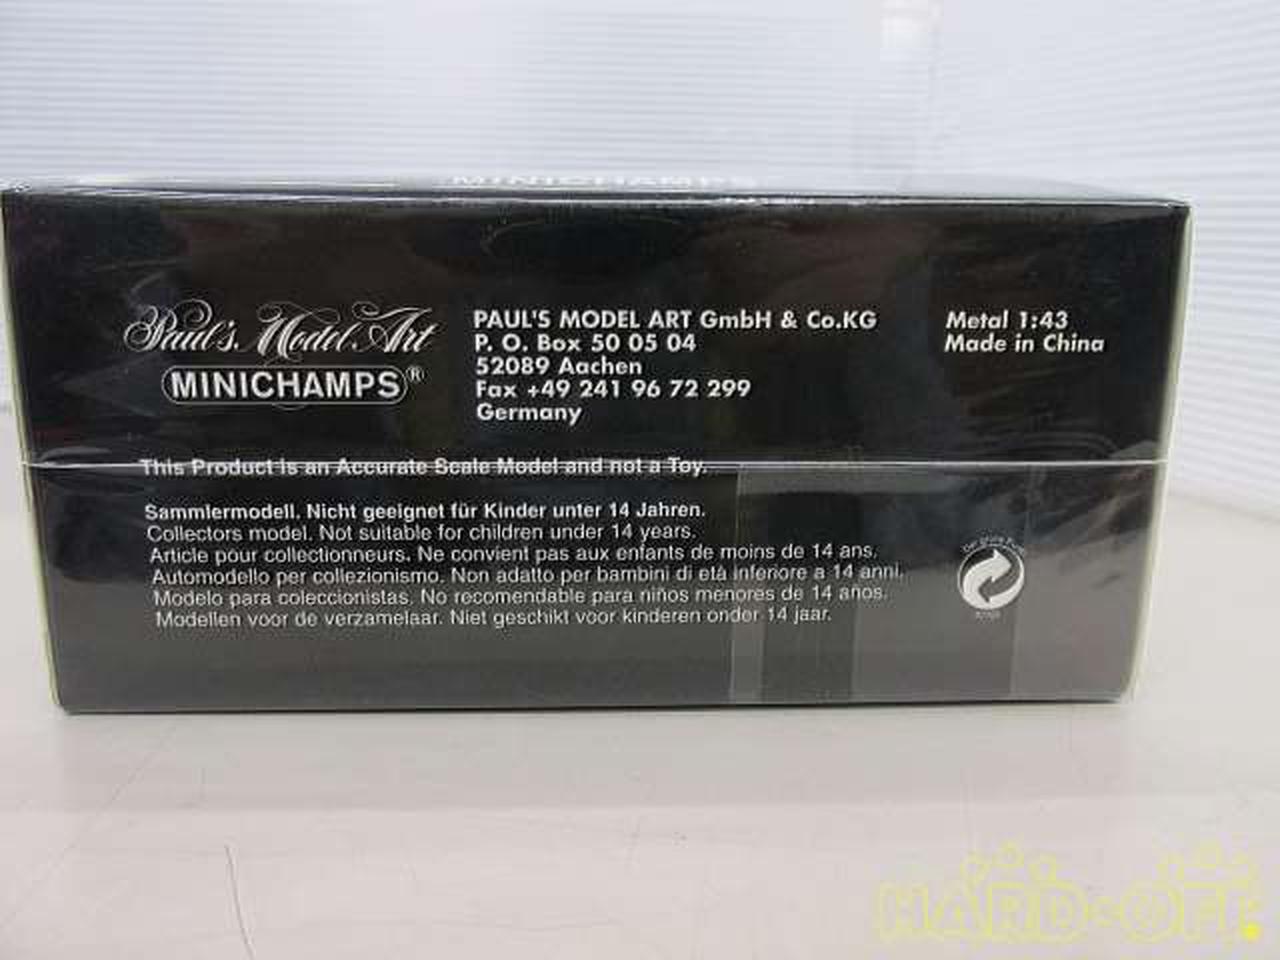 MINICHAMPS
Paul's Model Art
MINICHAMPS®
PAUL'S MODEL ART GmbH & Co.KG
P. O. Box 50 05 04
52089 Aachen
Fax +49 241 96 72 299
Germany
Metal 1:43
Made in China
This Product is an Accurate Scale Model and not a Toy.
Sammlermodell. Nicht geeignet für Kinder unter 14 Jahren.
Collectors model. Not suitable for children under 14 years.
Article pour collectionneurs. Ne convient pas aux enfants de moins de 14 ans.
Automodello per collezionismo. Non adatto per bambini di età inferiore a 14 anni.
Modelo para coleccionistas. No recomendable para niños menores de 14 años.
Modellen voor de verzamelaar. Niet geschikt voor kinderen onder 14 jaar.
Der grüne Punkt
HARD-OFF